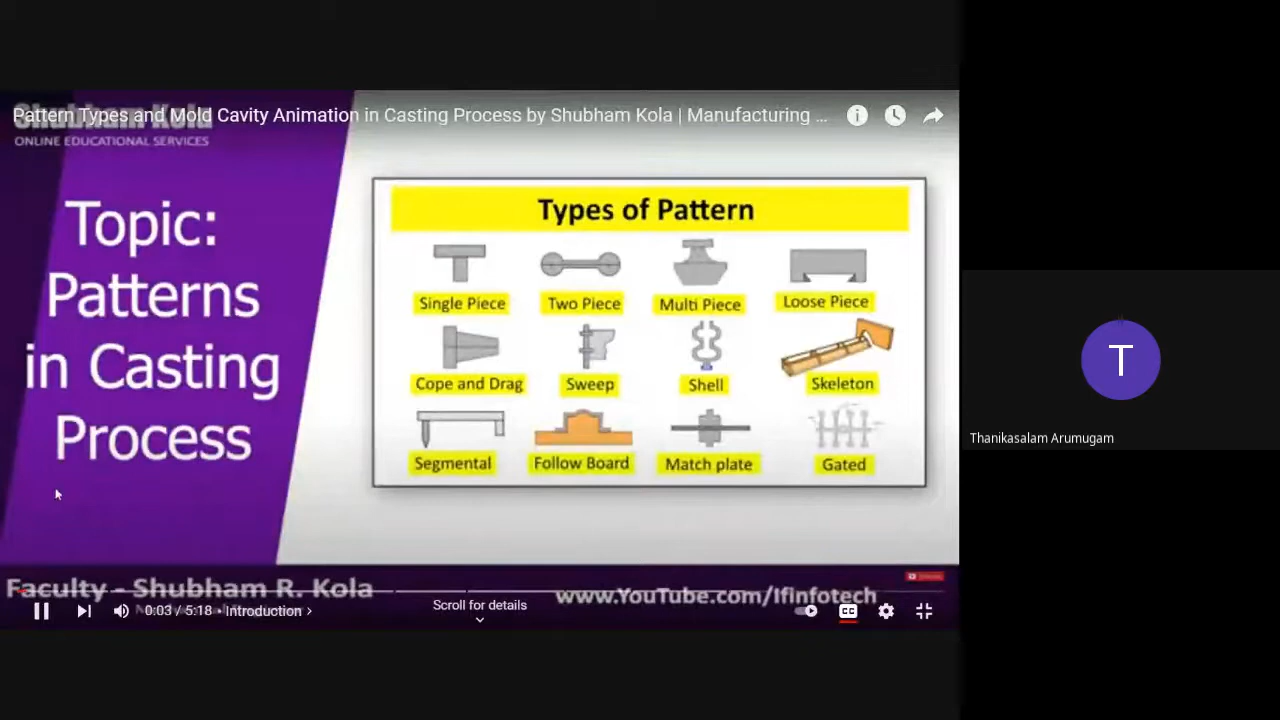 Shubham Kola
Pattern Types and Mold Cavity Animation in Casting Process by Shubham Kola | Manufacturing ...
ONLINE EDUCATIONAL SERVICES
Topic:
Patterns
in Casting
Process
Types of Pattern
Single Piece
Two Piece
Multi Piece
Loose Piece
Cope and Drag
Sweep
Shell
Skeleton
Segmental
Follow Board
Match plate
Gated
T
Thanikasalam Arumugam
Faculty - Shubham R. Kola
www.YouTube.com/Ifinfotech
0:03 / 5:18 • Introduction ›
Scroll for details
CC